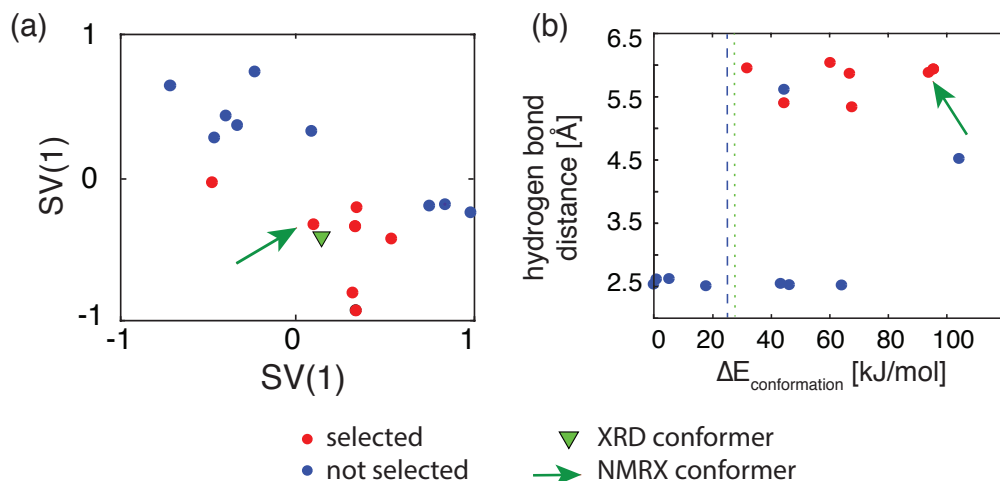 (a)
1
0
-1
SV(1)
-1
0
1
SV(1)
(b)
6.5
5.5
4.5
3.5
2.5
hydrogen bond
distance [Å]
0
20
40
60
80
100
ΔEconformation [kJ/mol]
selected
not selected
XRD conformer
NMRX conformer